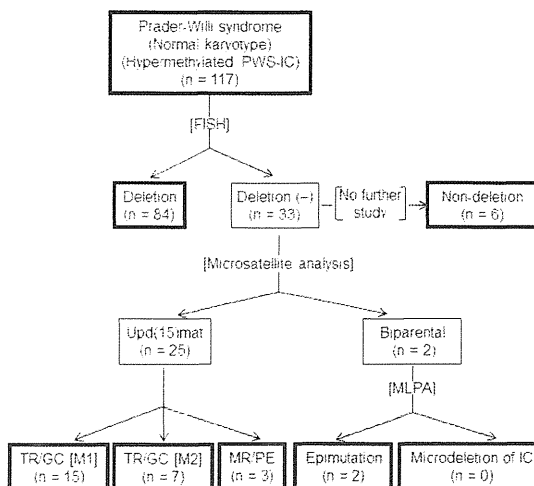 Prader-Willi syndrome
(Normal karyotype)
(Hypermethylated PWS-IC)
(n = 117)
[FISH]
Deletion
(n = 84)
Deletion (−)
(n = 33)
[No further
study]
Non-deletion
(n = 6)
[Microsatellite analysis]
Upd(15)mat
(n = 25)
Biparental
(n = 2)
[MLPA]
TR/GC [M1]
(n = 15)
TR/GC [M2]
(n = 7)
MR/PE
(n = 3)
Epimutation
(n = 2)
Microdeletion of IC
(n = 0)